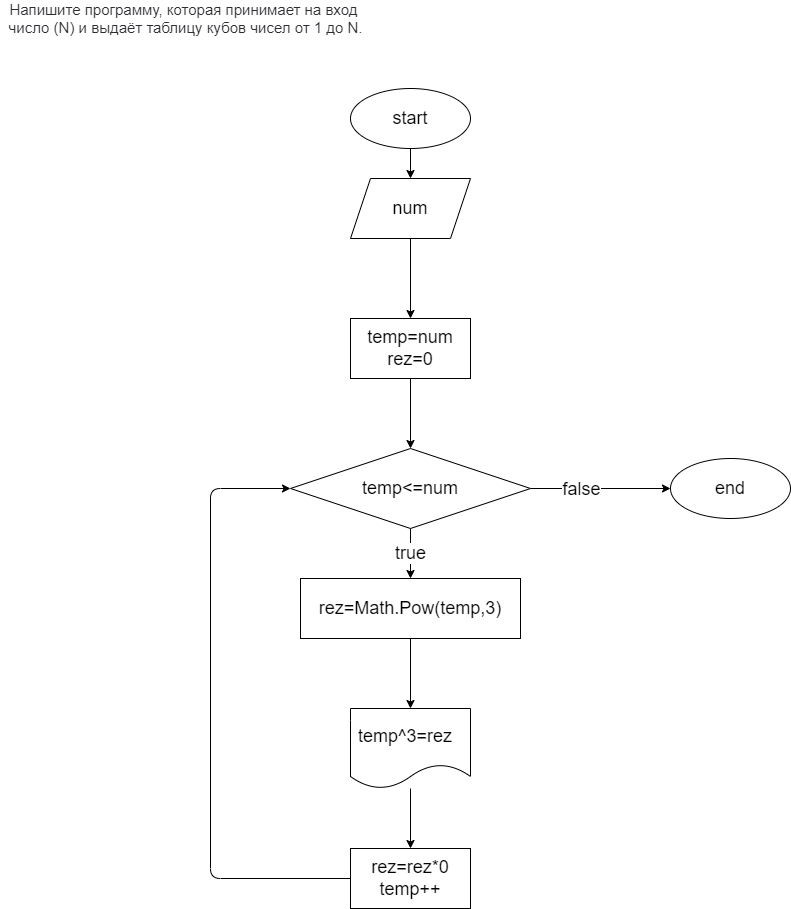 Напишите программу, которая принимает на вход
число (N) и выдаёт таблицу кубов чисел от 1 до N.
start
num
temp=num
rez=0
temp<=num
false
end
true
rez=Math.Pow(temp,3)
temp^3=rez
rez=rez*0
temp++